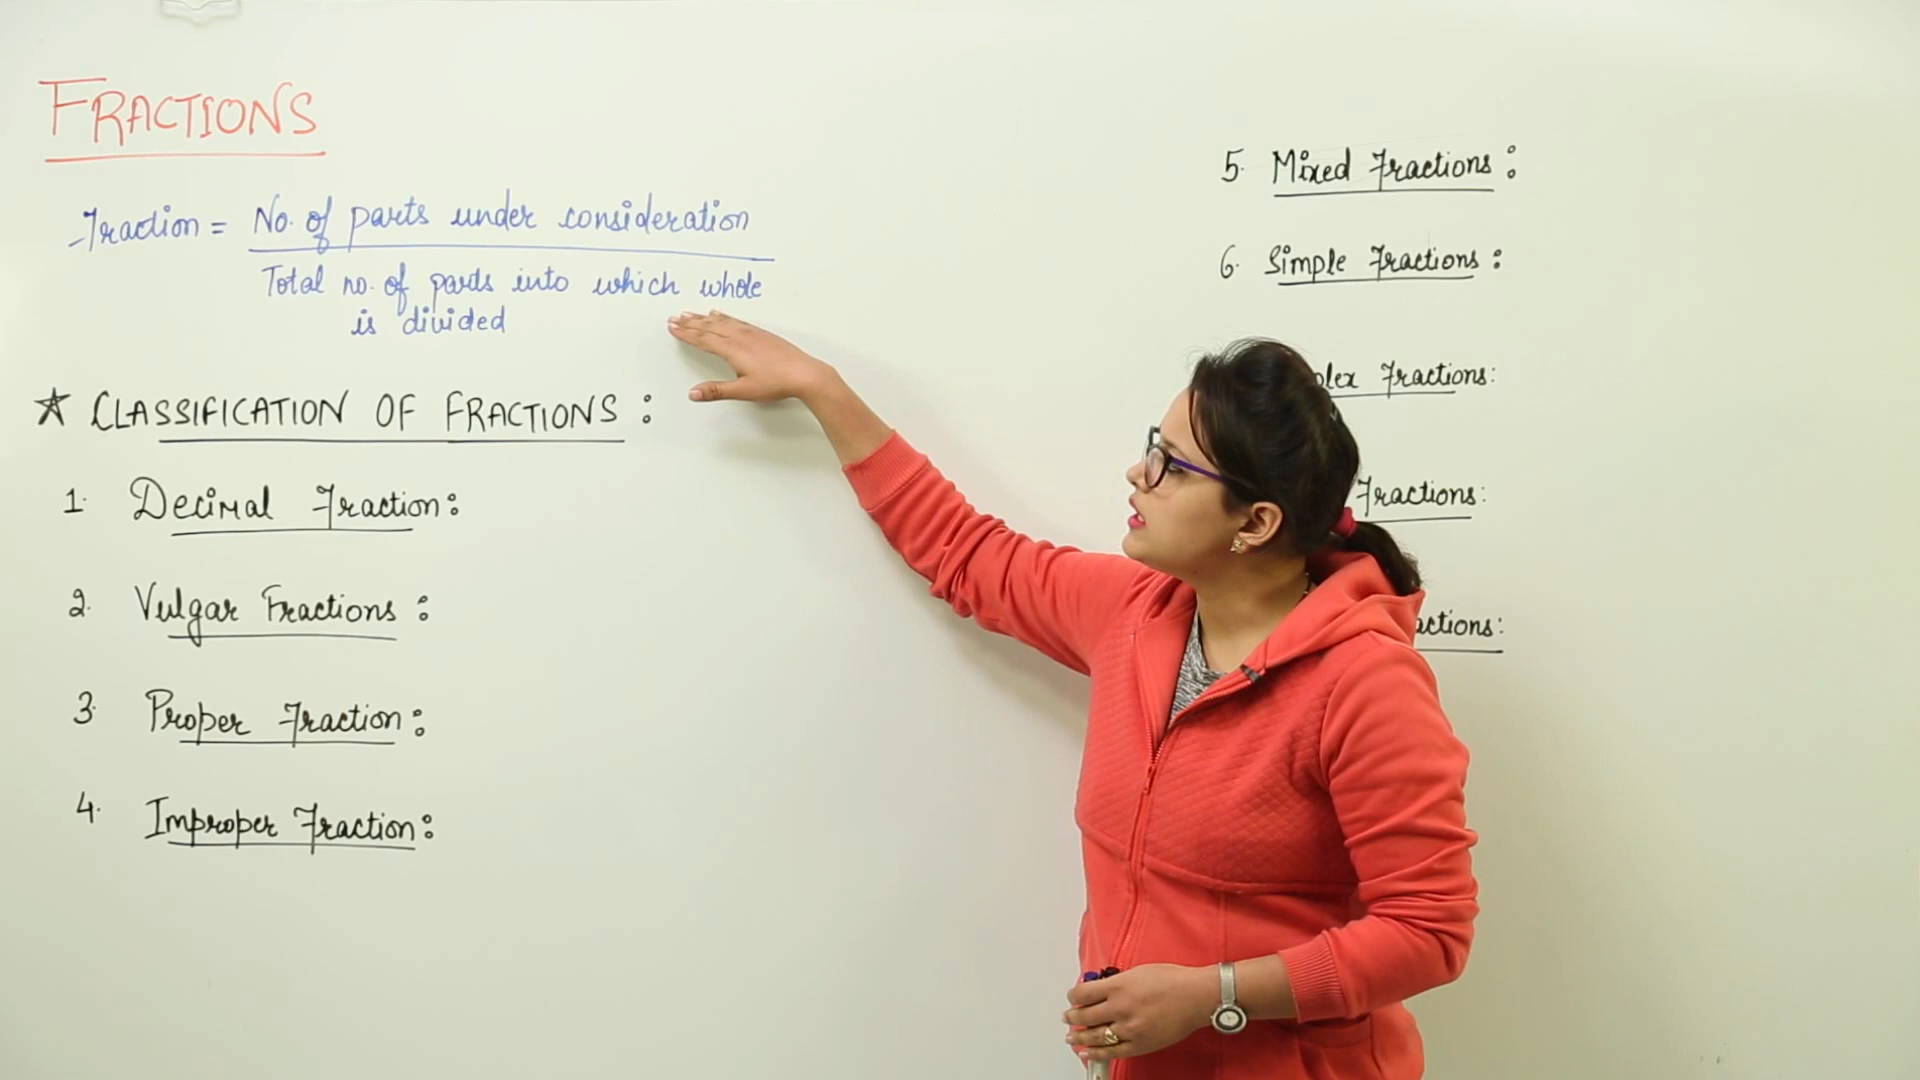 FRACTIONS
Fraction = No. of parts under consideration
Total no. of parts into which whole
is divided
★ CLASSIFICATION OF FRACTIONS :
1. Decimal Fraction:
2. Vulgar Fractions :
3. Proper Fraction:
4. Improper Fraction:
5. Mixed Fractions :
6. Simple Fractions :
plex Fractions:
Fractions:
actions: